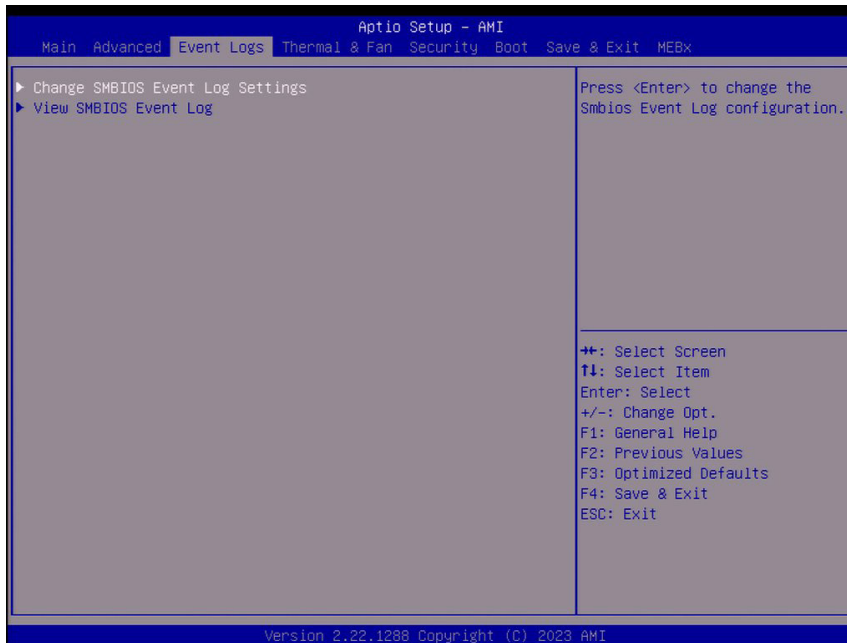 Aptio Setup – AMI
Main Advanced Event Logs Thermal & Fan Security Boot Save & Exit MEBx
▶ Change SMBIOS Event Log Settings
▶ View SMBIOS Event Log
Press <Enter> to change the
Smbios Event Log configuration.
→←: Select Screen
↑↓: Select Item
Enter: Select
+/-: Change Opt.
F1: General Help
F2: Previous Values
F3: Optimized Defaults
F4: Save & Exit
ESC: Exit
Version 2.22.1288 Copyright (C) 2023 AMI